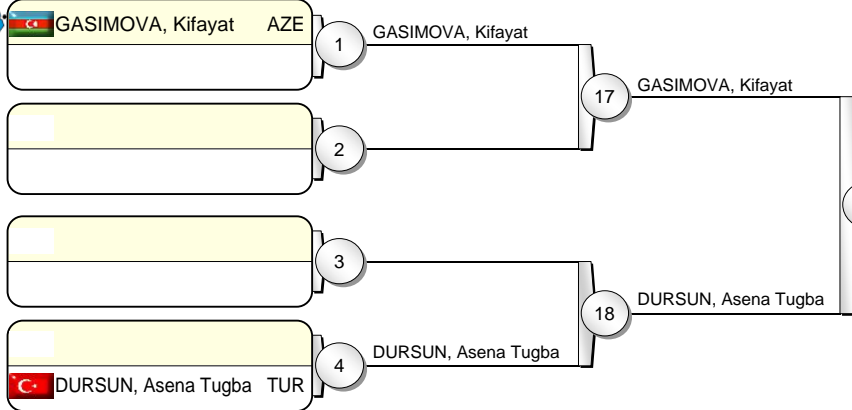 GASIMOVA, Kifayat AZE
1
GASIMOVA, Kifayat
17
GASIMOVA, Kifayat
2
3
18
DURSUN, Asena Tugba
4
DURSUN, Asena Tugba
DURSUN, Asena Tugba TUR